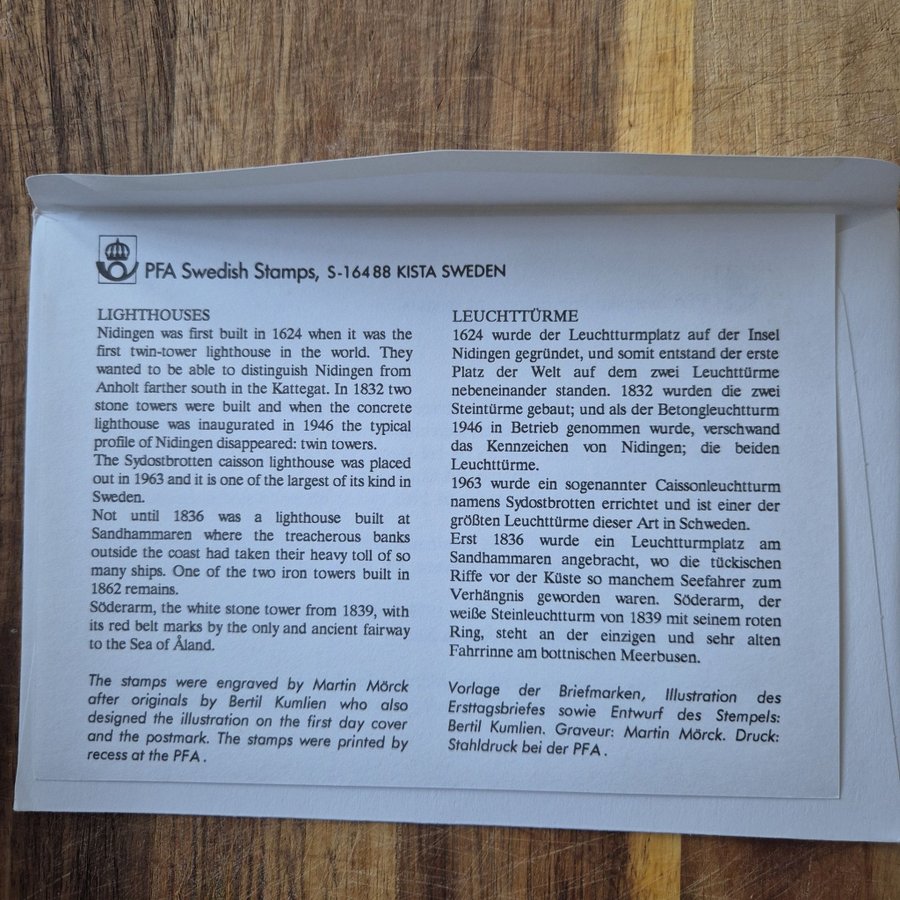 PFA Swedish Stamps, S-164 88 KISTA SWEDEN
LIGHTHOUSES
Nidingen was first built in 1624 when it was the
first twin-tower lighthouse in the world. They
wanted to be able to distinguish Nidingen from
Anholt farther south in the Kattegat. In 1832 two
stone towers were built and when the concrete
lighthouse was inaugurated in 1946 the typical
profile of Nidingen disappeared: twin towers.
The Sydostbrotten caisson lighthouse was placed
out in 1963 and it is one of the largest of its kind in
Sweden.
Not until 1836 was a lighthouse built at
Sandhammaren where the treacherous banks
outside the coast had taken their heavy toll of so
many ships. One of the two iron towers built in
1862 remains.
Söderarm, the white stone tower from 1839, with
its red belt marks by the only and ancient fairway
to the Sea of Åland.
The stamps were engraved by Martin Mörck
after originals by Bertil Kumlien who also
designed the illustration on the first day cover
and the postmark. The stamps were printed by
recess at the PFA.
LEUCHTTÜRME
1624 wurde der Leuchtturmplatz auf der Insel
Nidingen gegründet, und somit entstand der erste
Platz der Welt auf dem zwei Leuchttürme
nebeneinander standen. 1832 wurden die zwei
Steintürme gebaut; und als der Betongleuchtturm
1946 in Betrieb genommen wurde, verschwand
das Kennzeichen von Nidingen; die beiden
Leuchttürme.
1963 wurde ein sogenannter Caissonleuchtturm
namens Sydostbrotten errichtet und ist einer der
größten Leuchttürme dieser Art in Schweden.
Erst 1836 wurde ein Leuchtturmplatz am
Sandhammaren angebracht, wo die tückischen
Riffe vor der Küste so manchem Seefahrer zum
Verhängnis geworden waren. Söderarm, der
weiße Steinleuchtturm von 1839 mit seinem roten
Ring, steht an der einzigen und sehr alten
Fahrrinne am bottnischen Meerbusen.
Vorlage der Briefmarken, Illustration des
Ersttagsbriefes sowie Entwurf des Stempels:
Bertil Kumlien. Graveur: Martin Mörck. Druck:
Stahldruck bei der PFA.